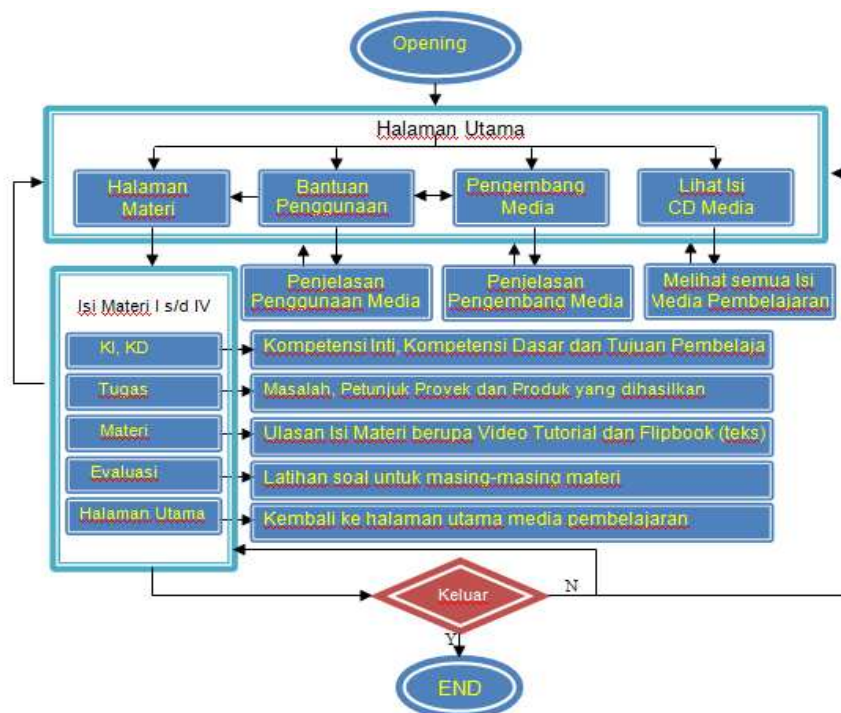 Opening
Halaman Utama
Halaman
Materi
Bantuan
Penggunaan
Pengembang
Media
Lihat Isi
CD Media
Penjelasan
Penggunaan Media
Penjelasan
Pengembang Media
Melihat semua Isi
Media Pembelajaran
Isi Materi I s/d IV
KI, KD
Kompetensi Inti, Kompetensi Dasar dan Tujuan Pembelaja
Tugas
Masalah, Petunjuk Proyek dan Produk yang dihasilkan
Materi
Ulasan Isi Materi berupa Video Tutorial dan Flipbook (teks)
Evaluasi
Latihan soal untuk masing-masing materi
Halaman Utama
Kembali ke halaman utama media pembelajaran
Keluar
N
Y
END